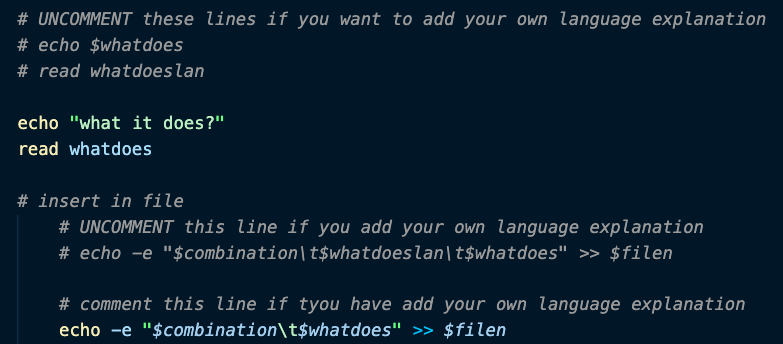 # UNCOMMENT these lines if you want to add your own language explanation
# echo $whatdoes
# read whatdoeslan
echo "what it does?"
read whatdoes
# insert in file
# UNCOMMENT this line if you add your own language explanation
# echo -e "$combination\t$whatdoeslan\t$whatdoes" >> $filen
# comment this line if tyou have add your own language explanation
echo -e "$combination\t$whatdoes" >> $filen